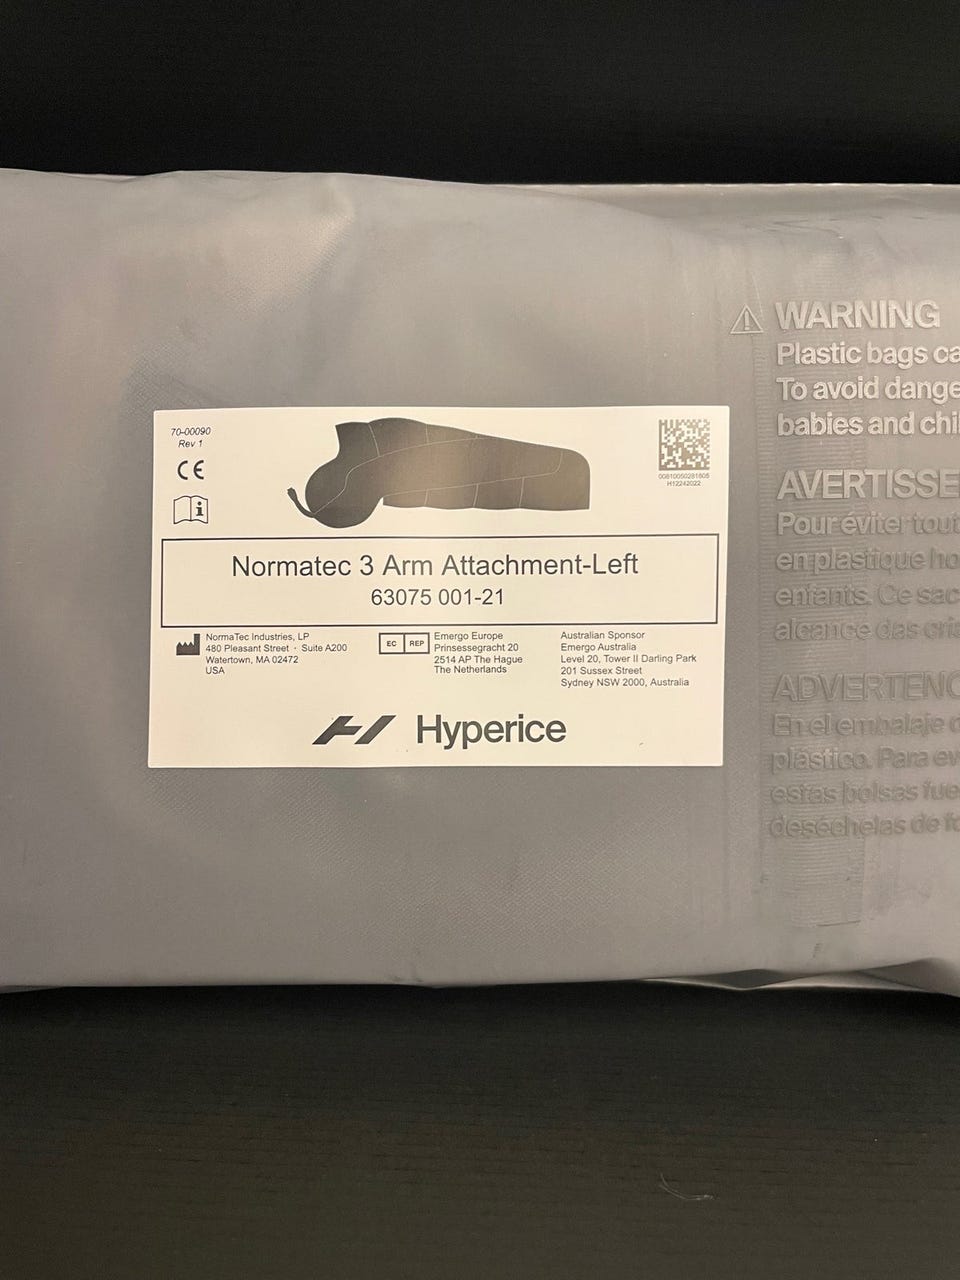 70-00090
Rev 1
CE
00810050281605
H12242022
Normatec 3 Arm Attachment-Left
63075 001-21
NormaTec Industries, LP
480 Pleasant Street · Suite A200
Watertown, MA 02472
USA
EC REP
Emergo Europe
Prinsessegracht 20
2514 AP The Hague
The Netherlands
Australian Sponsor
Emergo Australia
Level 20, Tower II Darling Park
201 Sussex Street
Sydney NSW 2000, Australia
Hyperice
WARNING
Plastic bags ca
To avoid dange
babies and chi
AVERTISSE
Pour éviter tout
en plastique ho
enfants. Ce sac
alcance das cria
ADVERTENC
En el embalaje d
plástico. Para ev
estas bolsas fue
deséchelas de fo